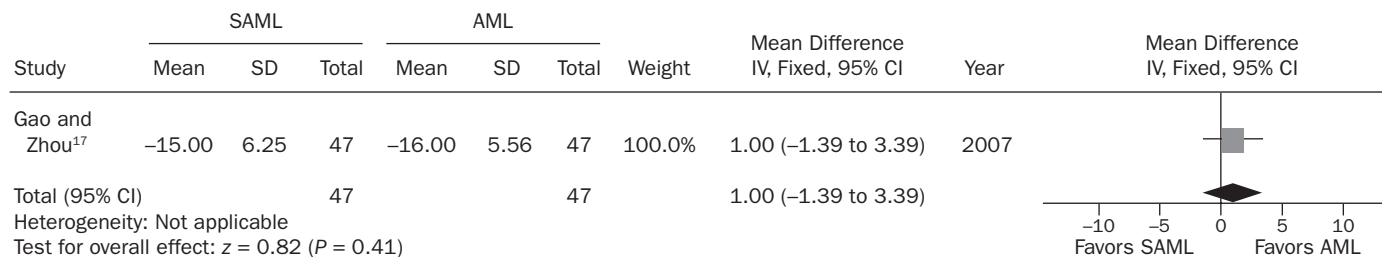 SAML AML
Mean Difference Mean Difference
Study Mean SD Total Mean SD Total Weight IV, Fixed, 95% CI Year IV, Fixed, 95% CI
Gao and
Zhou17 –15.00 6.25 47 –16.00 5.56 47 100.0% 1.00 (–1.39 to 3.39) 2007
Total (95% CI) 47 47 1.00 (–1.39 to 3.39)
Heterogeneity: Not applicable
Test for overall effect: z = 0.82 (P = 0.41)
–10 –5 0 5 10
Favors SAML Favors AML